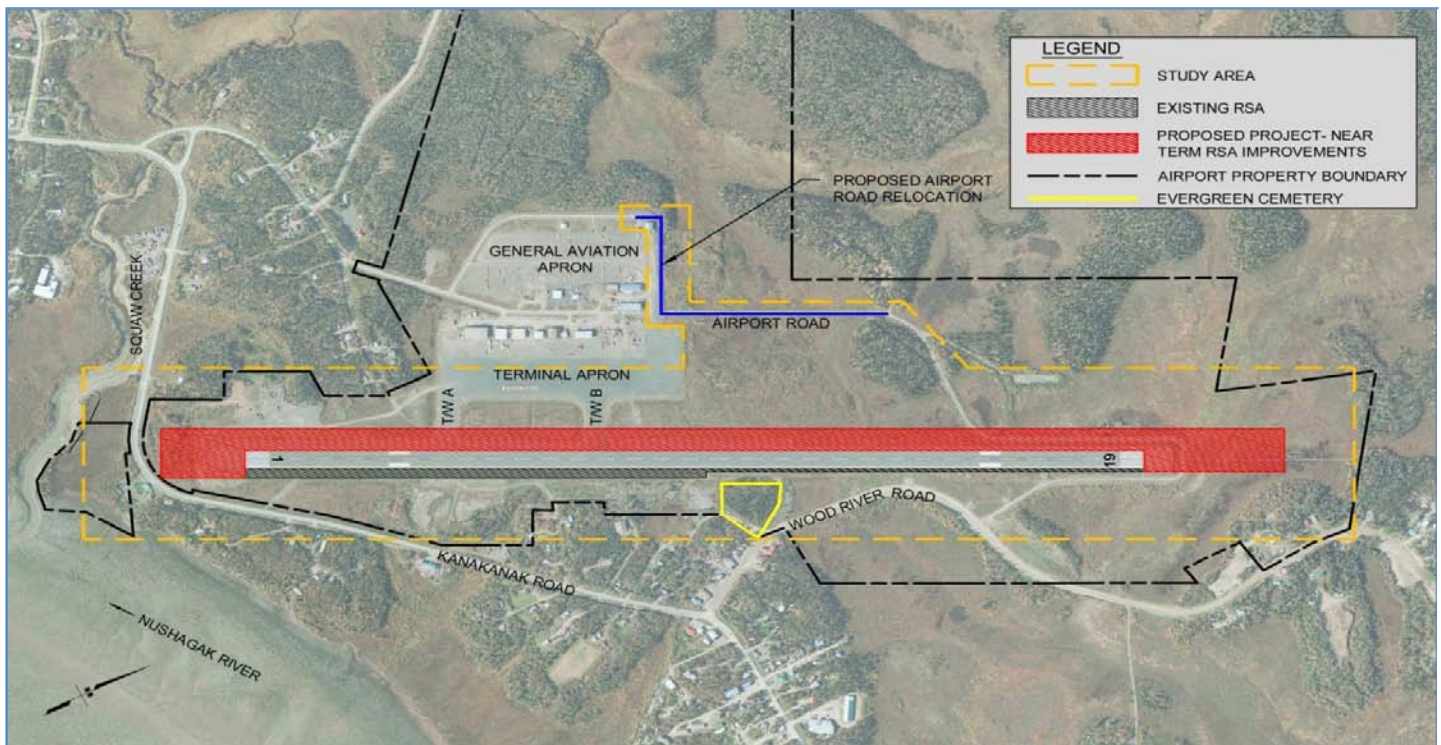 LEGEND
STUDY AREA
EXISTING RSA
PROPOSED PROJECT- NEAR
TERM RSA IMPROVEMENTS
AIRPORT PROPERTY BOUNDARY
EVERGREEN CEMETERY
PROPOSED AIRPORT
ROAD RELOCATION
GENERAL AVIATION
APRON
SQUAW CREEK
AIRPORT ROAD
TERMINAL APRON
T/W A
T/W B
1
19
WOOD RIVER ROAD
KANAKANAK ROAD
NUSHAGAK RIVER